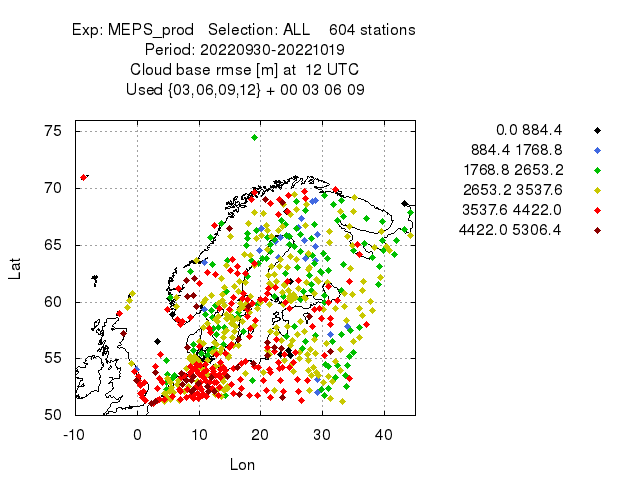 Exp: MEPS_prod   Selection: ALL    604 stations
Period: 20220930-20221019
Cloud base rmse [m] at  12 UTC
Used {03,06,09,12} + 00 03 06 09
0.0 884.4
884.4 1768.8
1768.8 2653.2
2653.2 3537.6
3537.6 4422.0
4422.0 5306.4
75
70
65
60
55
50
Lat
-10 0 10 20 30 40
Lon